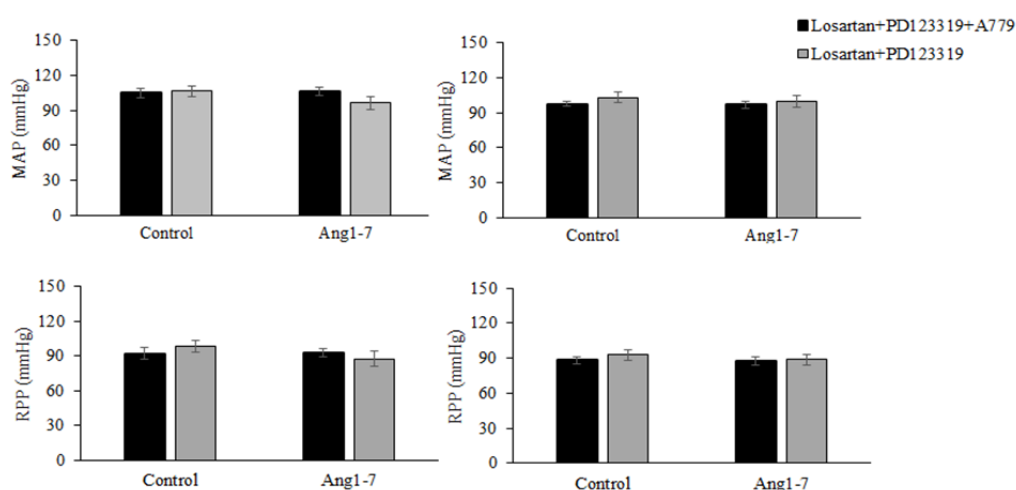 Losartan+PD123319+A779
Losartan+PD123319
150
120
90
60
30
0
MAP (mmHg)
Control
Ang1-7
150
120
90
60
30
0
MAP (mmHg)
Control
Ang1-7
150
120
90
60
30
0
RPP (mmHg)
Control
Ang1-7
150
120
90
60
30
0
RPP (mmHg)
Control
Ang1-7